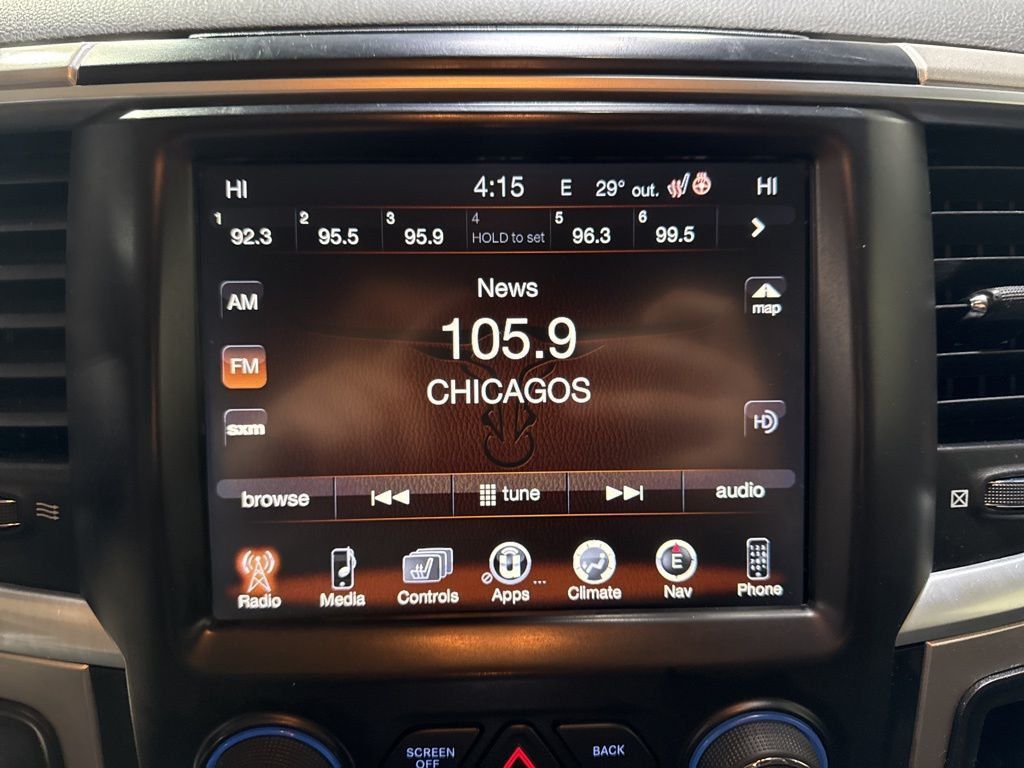 HI 4:15 E 29° out. HI
1 92.3 2 95.5 3 95.9 4 HOLD to set 5 96.3 6 99.5
News
AM
map
105.9
FM
CHICAGOS
sxm
HD
browse tune audio
Radio Media Controls Apps ... Climate Nav Phone
E
SCREEN OFF BACK